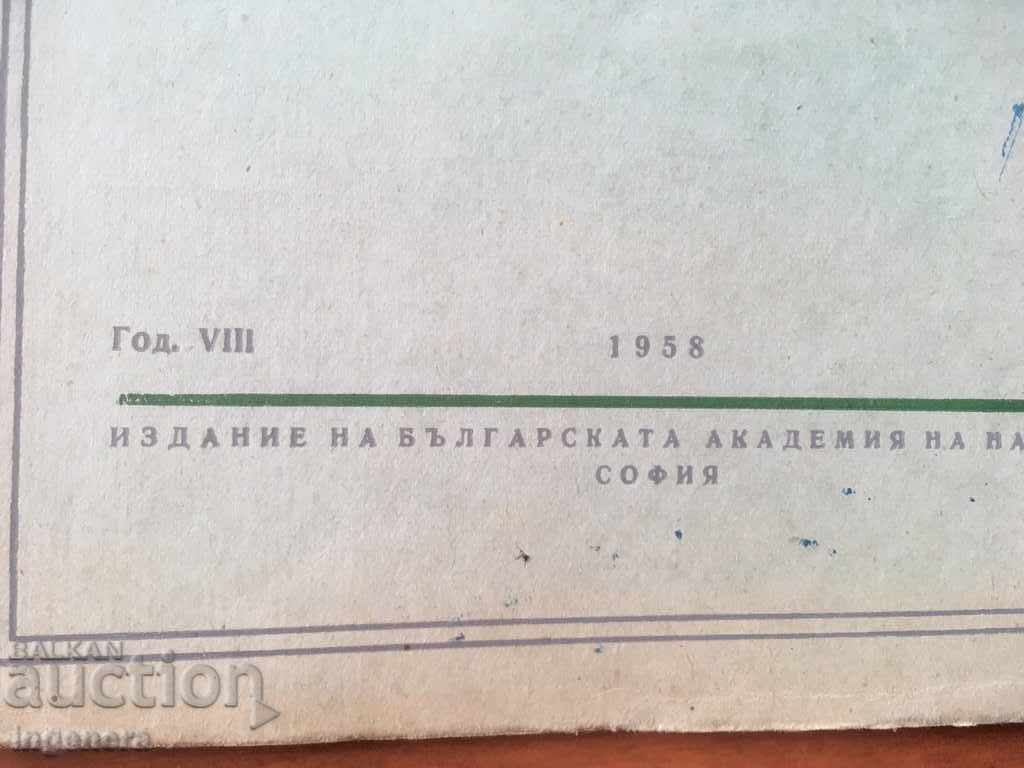 Год. VIII 1958
ИЗДАНИЕ НА БЪЛГАРСКАТА АКАДЕМИЯ НА НА
СОФИЯ
BALKAN
auction
ingenera